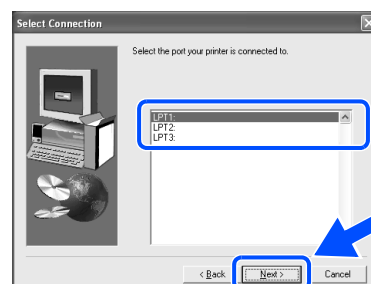 Select Connection
Select the port your printer is connected to.
LPT1:
LPT2:
LPT3:
< Back
Next >
Cancel